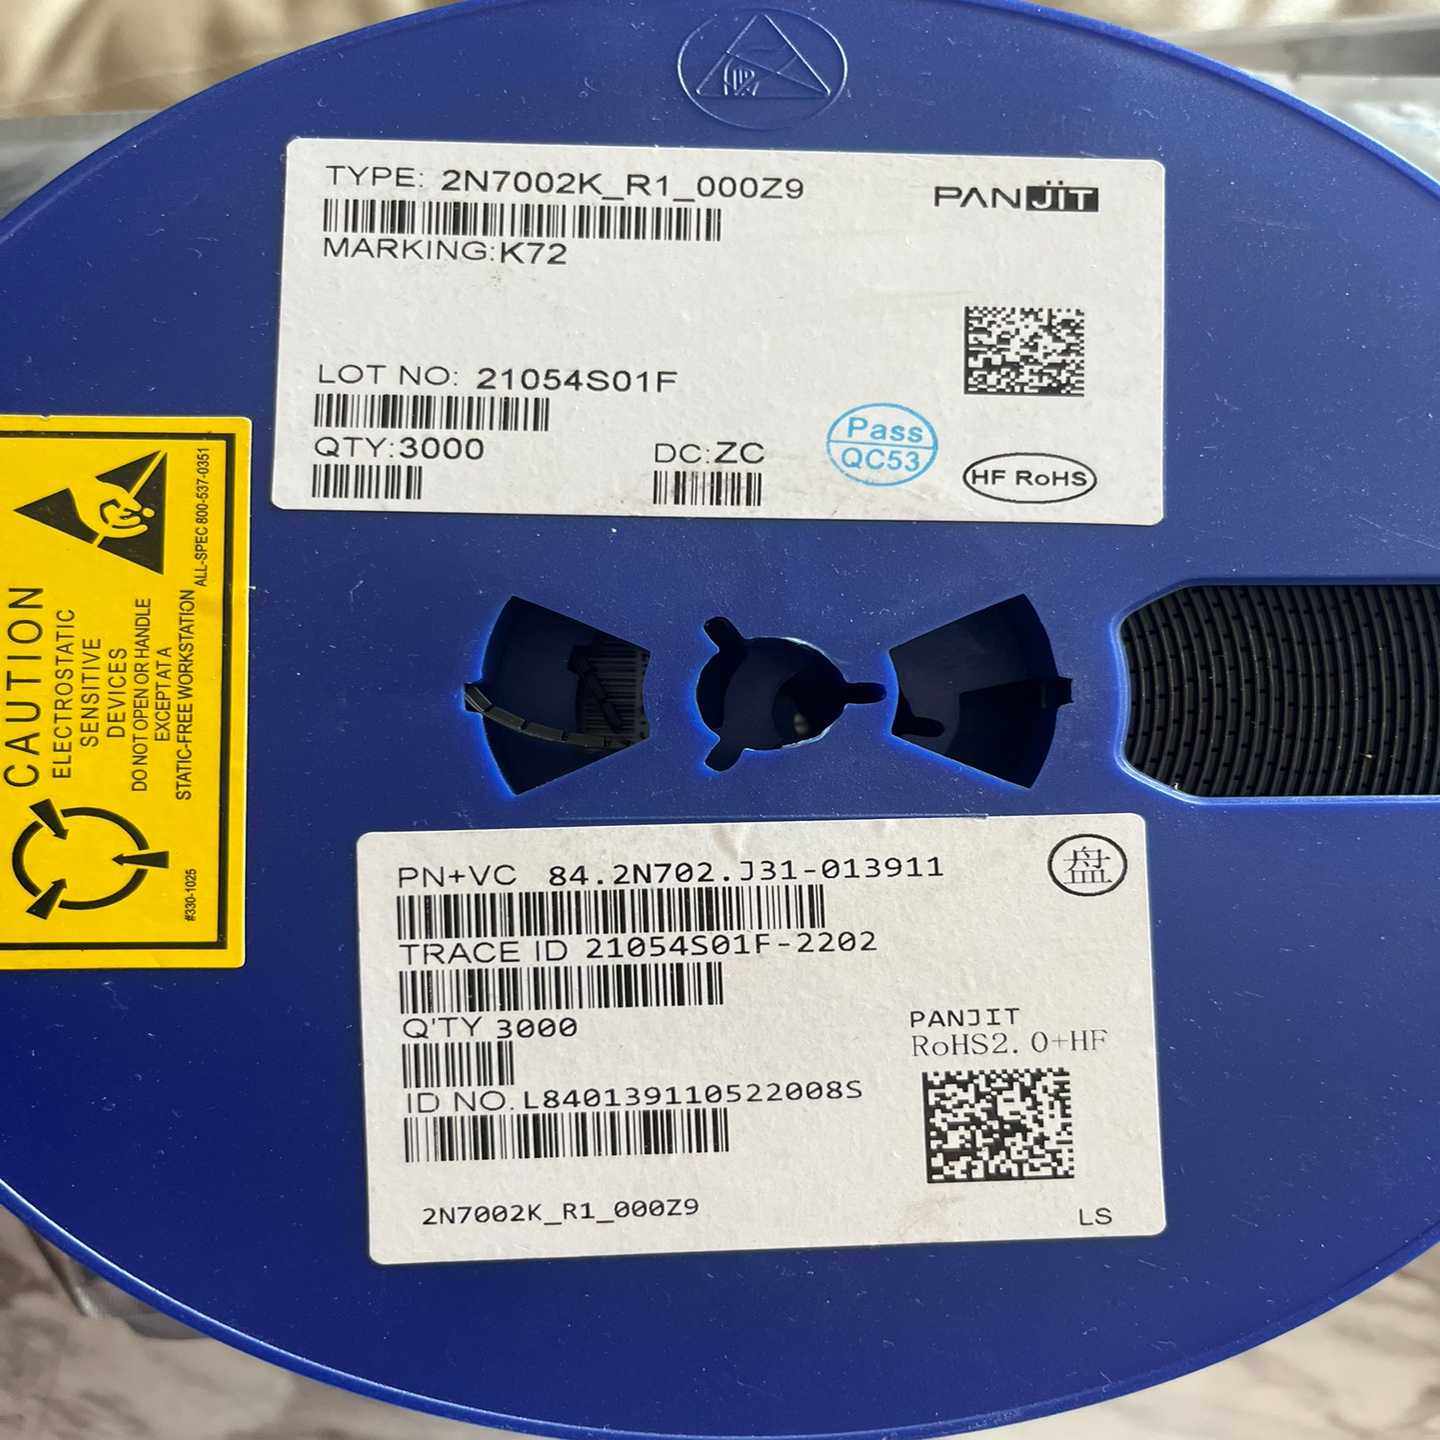 TYPE: 2N7002K_R1_000Z9
PANJIT
MARKING:K72
LOT NO: 21054S01F
QTY:3000
DC:ZC
Pass
QC53
HF RoHS
CAUTION
ELECTROSTATIC
SENSITIVE
DEVICES
DO NOT OPEN OR HANDLE
EXCEPT AT A
STATIC-FREE WORKSTATION
ALL-SPEC 800-537-0351
#330-1025
PN+VC 84.2N702.J31-013911
盘
TRACE ID 21054S01F-2202
Q'TY 3000
PANJIT
RoHS2.0+HF
ID NO.L840139110522008S
2N7002K_R1_000Z9
LS